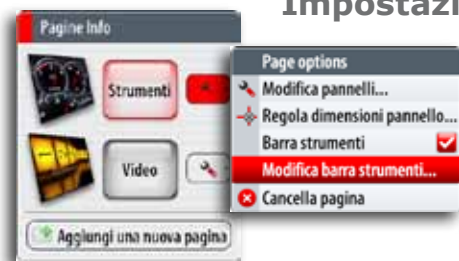 Impostazi
Pagine Info
Strumenti
Video
Aggiungi una nuova pagina
Page options
Modifica pannelli...
Regola dimensioni pannello...
Barra strumenti
Modifica barra strumenti...
Cancella pagina